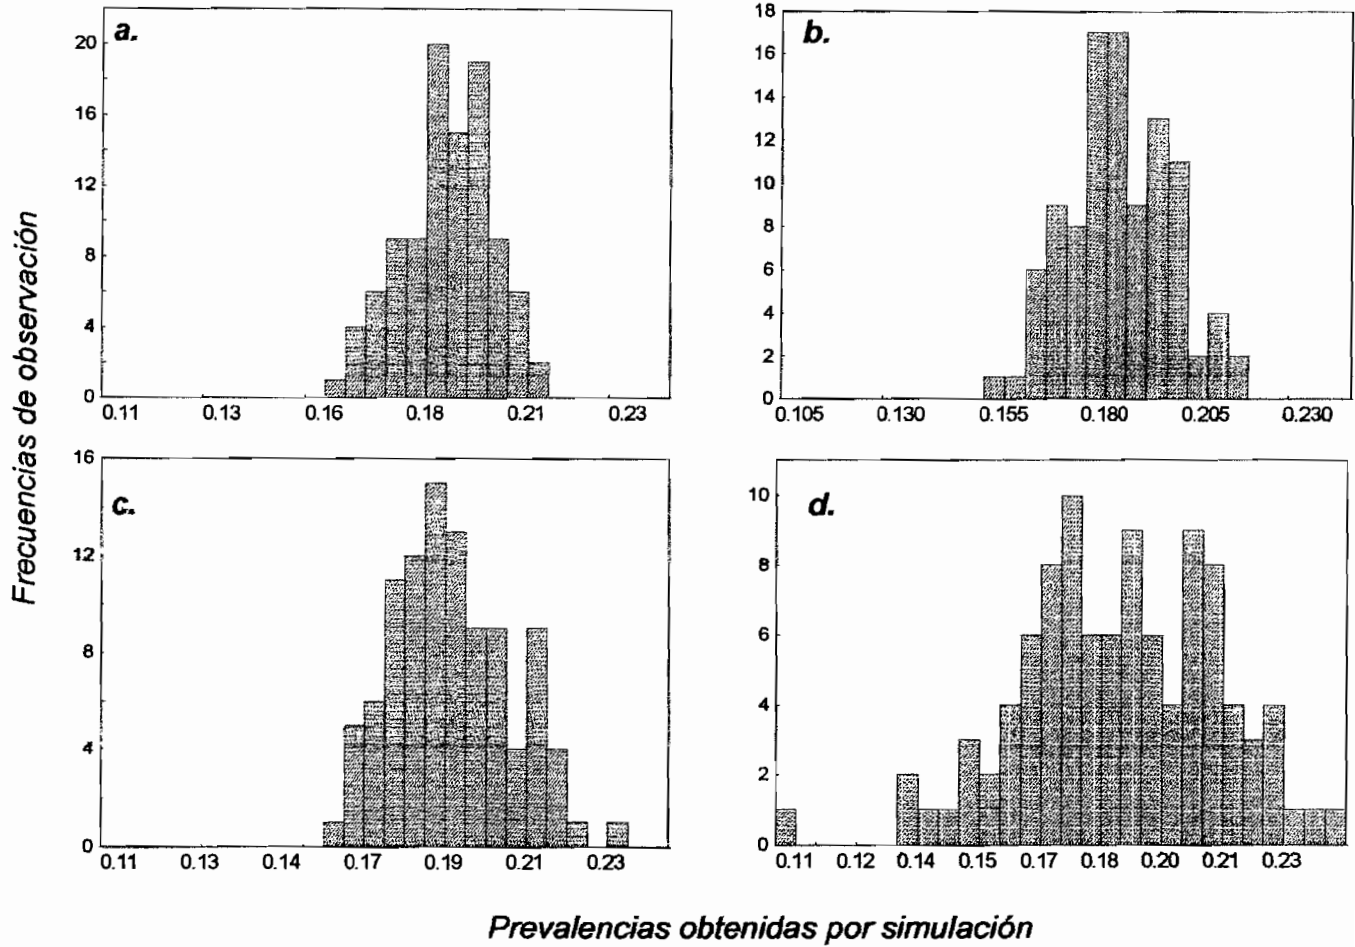 Frecuencias de observación
a.
20
16
12
8
4
0
0.11 0.13 0.16 0.18 0.21 0.23
b.
18
16
14
12
10
8
6
4
2
0
0.105 0.130 0.155 0.180 0.205 0.230
c.
16
12
8
4
0
0.11 0.13 0.14 0.17 0.19 0.21 0.23
d.
10
8
6
4
2
0
0.11 0.12 0.14 0.15 0.17 0.18 0.20 0.21 0.23
Prevalencias obtenidas por simulación